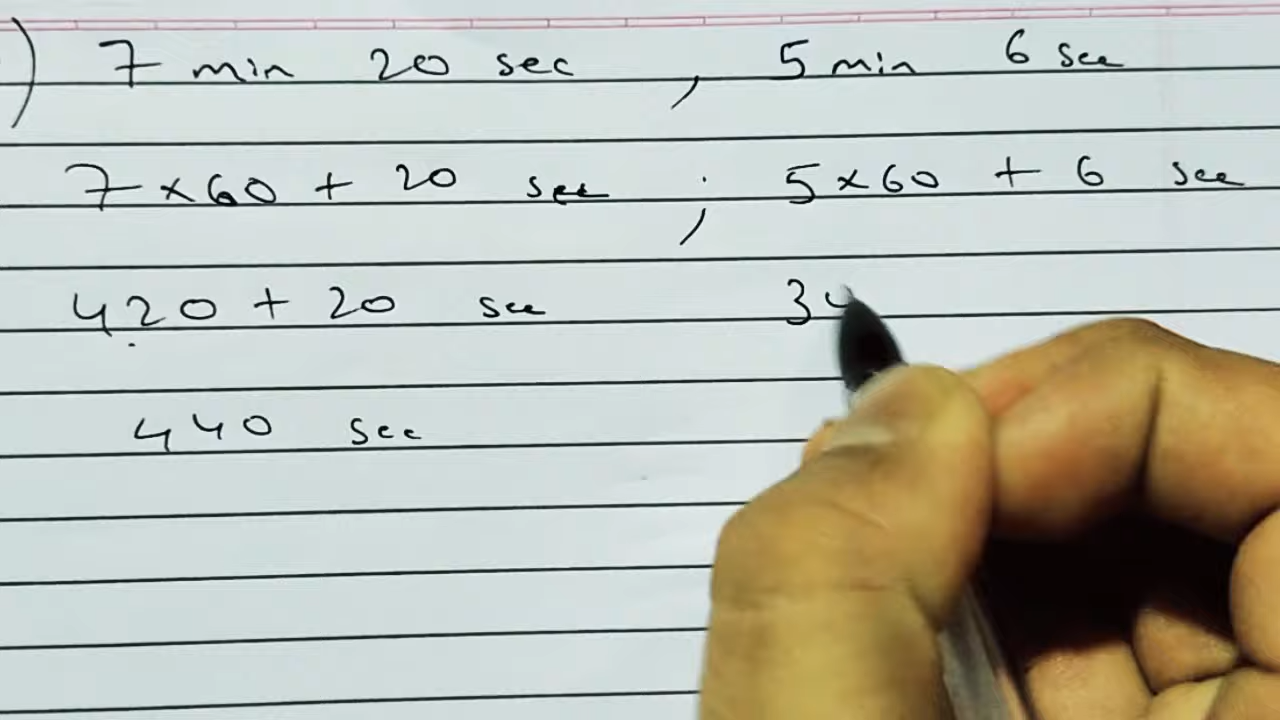 ) 7 min 20 sec , 5 min 6 sec
7 × 60 + 20 sec , 5 × 60 + 6 sec
420 + 20 sec 3
440 sec